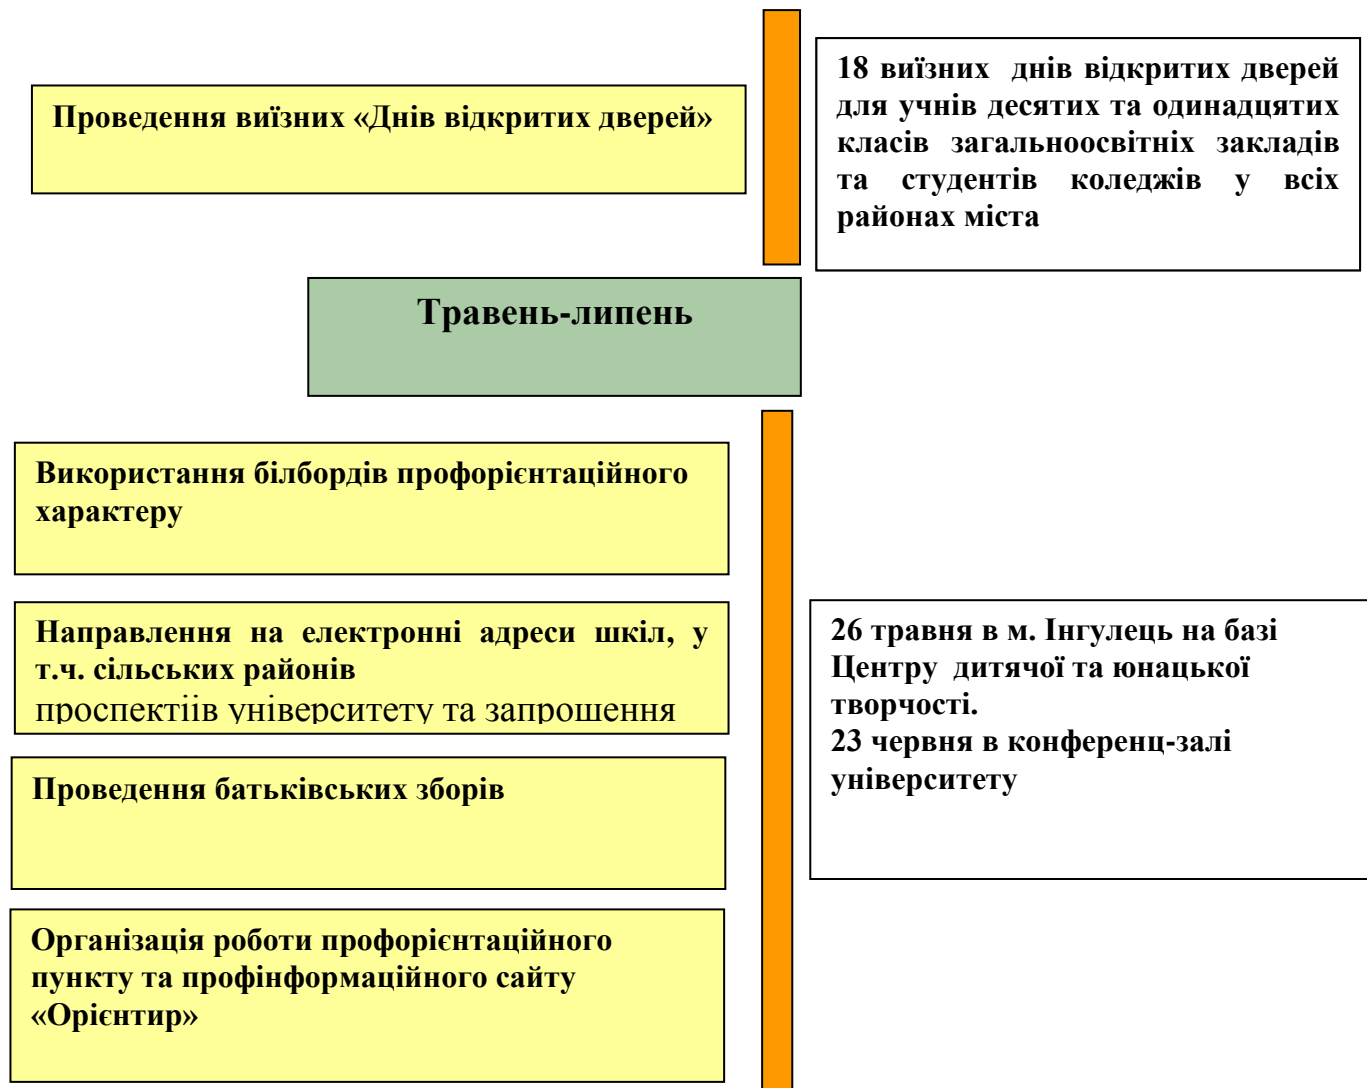 Проведення виїзних «Днів відкритих дверей»
18 виїзних днів відкритих дверей
для учнів десятих та одинадцятих
класів загальноосвітніх закладів
та студентів коледжів у всіх
районах міста
Травень-липень
Використання білбордів профорієнтаційного
характеру
Направлення на електронні адреси шкіл, у
т.ч. сільських районів
проспектіів університету та запрошення
26 травня в м. Інгулець на базі
Центру дитячої та юнацької
творчості.
23 червня в конференц-залі
університету
Проведення батьківських зборів
Організація роботи профорієнтаційного
пункту та профінформаційного сайту
«Орієнтир»